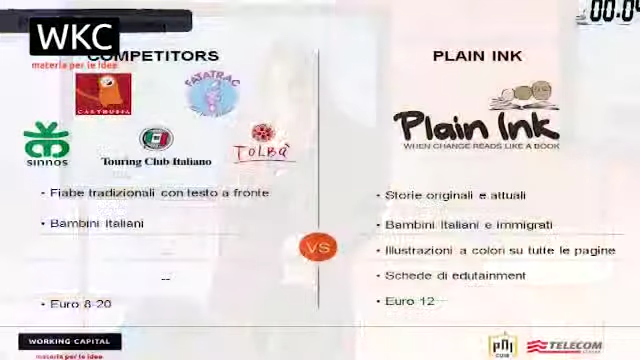 00:04
WKC
materia per le idee
COMPETITORS
PLAIN INK
CARTHUSIA
FATATRAC
sinnos
Touring Club Italiano
TOLBÀ
Plain Ink
WHEN CHANGE READS LIKE A BOOK
• Fiabe tradizionali con testo a fronte
• Storie originali e attuali
• Bambini Italiani
• Bambini Italiani e immigrati
VS
• Illustrazioni a colori su tutte le pagine
--
• Schede di edutainment
• Euro 8-20
• Euro 12
WORKING CAPITAL
materia per le idee
pni
CUBE
TELECOM